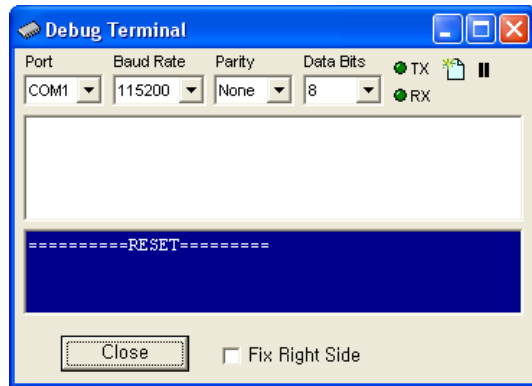 Debug Terminal
Port Baud Rate Parity Data Bits
COM1 115200 None 8
TX
RX
==========RESET=========
Close Fix Right Side